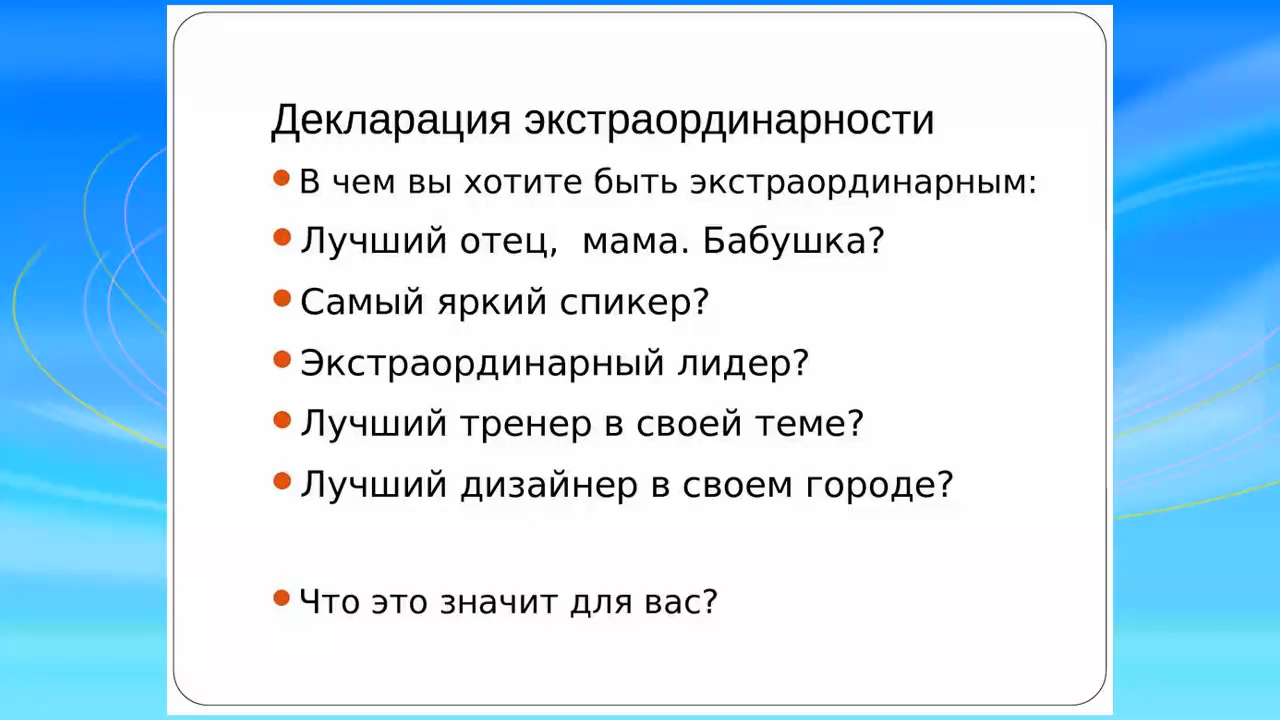 Декларация экстраординарности
В чем вы хотите быть экстраординарным:
Лучший отец,  мама. Бабушка?
Самый яркий спикер?
Экстраординарный лидер?
Лучший тренер в своей теме?
Лучший дизайнер в своем городе?
Что это значит для вас?